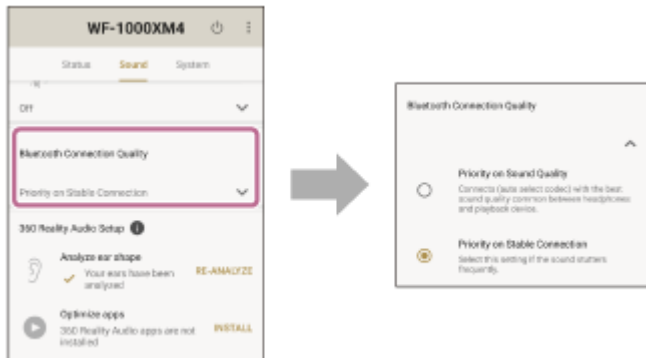 WF-1000XM4
Status Sound System
Off
Bluetooth Connection Quality
Priority on Stable Connection
360 Reality Audio Setup
Analyze ear shape
Your ears have been
analyzed
RE-ANALYZE
Optimize apps
360 Reality Audio apps are not
installed
INSTALL
Bluetooth Connection Quality
Priority on Sound Quality
Connects (auto select codec) with the best
sound quality common between headphones
and playback device.
Priority on Stable Connection
Select this setting if the sound stutters
frequently.